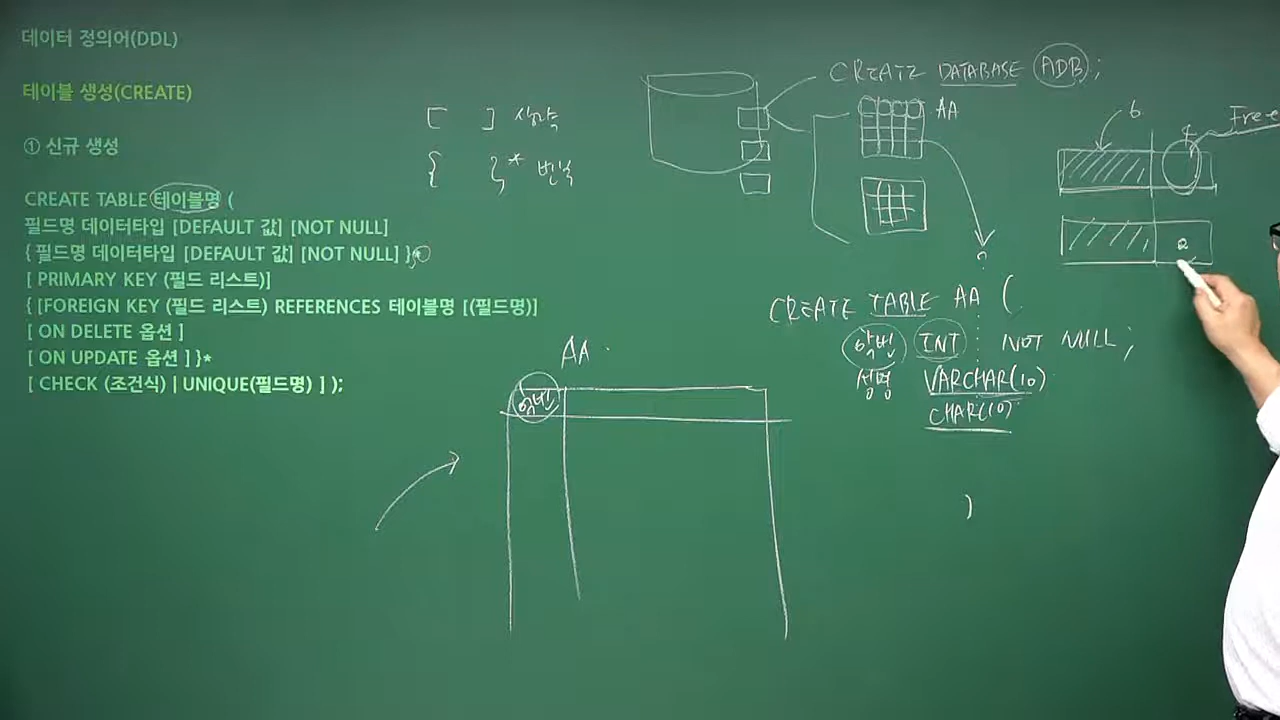 데이터 정의어(DDL)
테이블 생성(CREATE)
① 신규 생성
CREATE TABLE 테이블명 (
필드명 데이터타입 [DEFAULT 값] [NOT NULL]
{ 필드명 데이터타입 [DEFAULT 값] [NOT NULL] },*
[ PRIMARY KEY (필드 리스트)]
{ [FOREIGN KEY (필드 리스트) REFERENCES 테이블명 [(필드명)]
[ ON DELETE 옵션 ]
[ ON UPDATE 옵션 ] }*
[ CHECK (조건식) | UNIQUE(필드명) ] );
[ ] 생략
{ }* 반복
CREATE DATABASE ADB;
AA
6
4
Free
2
?
CREATE TABLE AA (
학번 INT NOT NULL;
성명 VARCHAR(10)
CHAR(10)
)
AA
학번